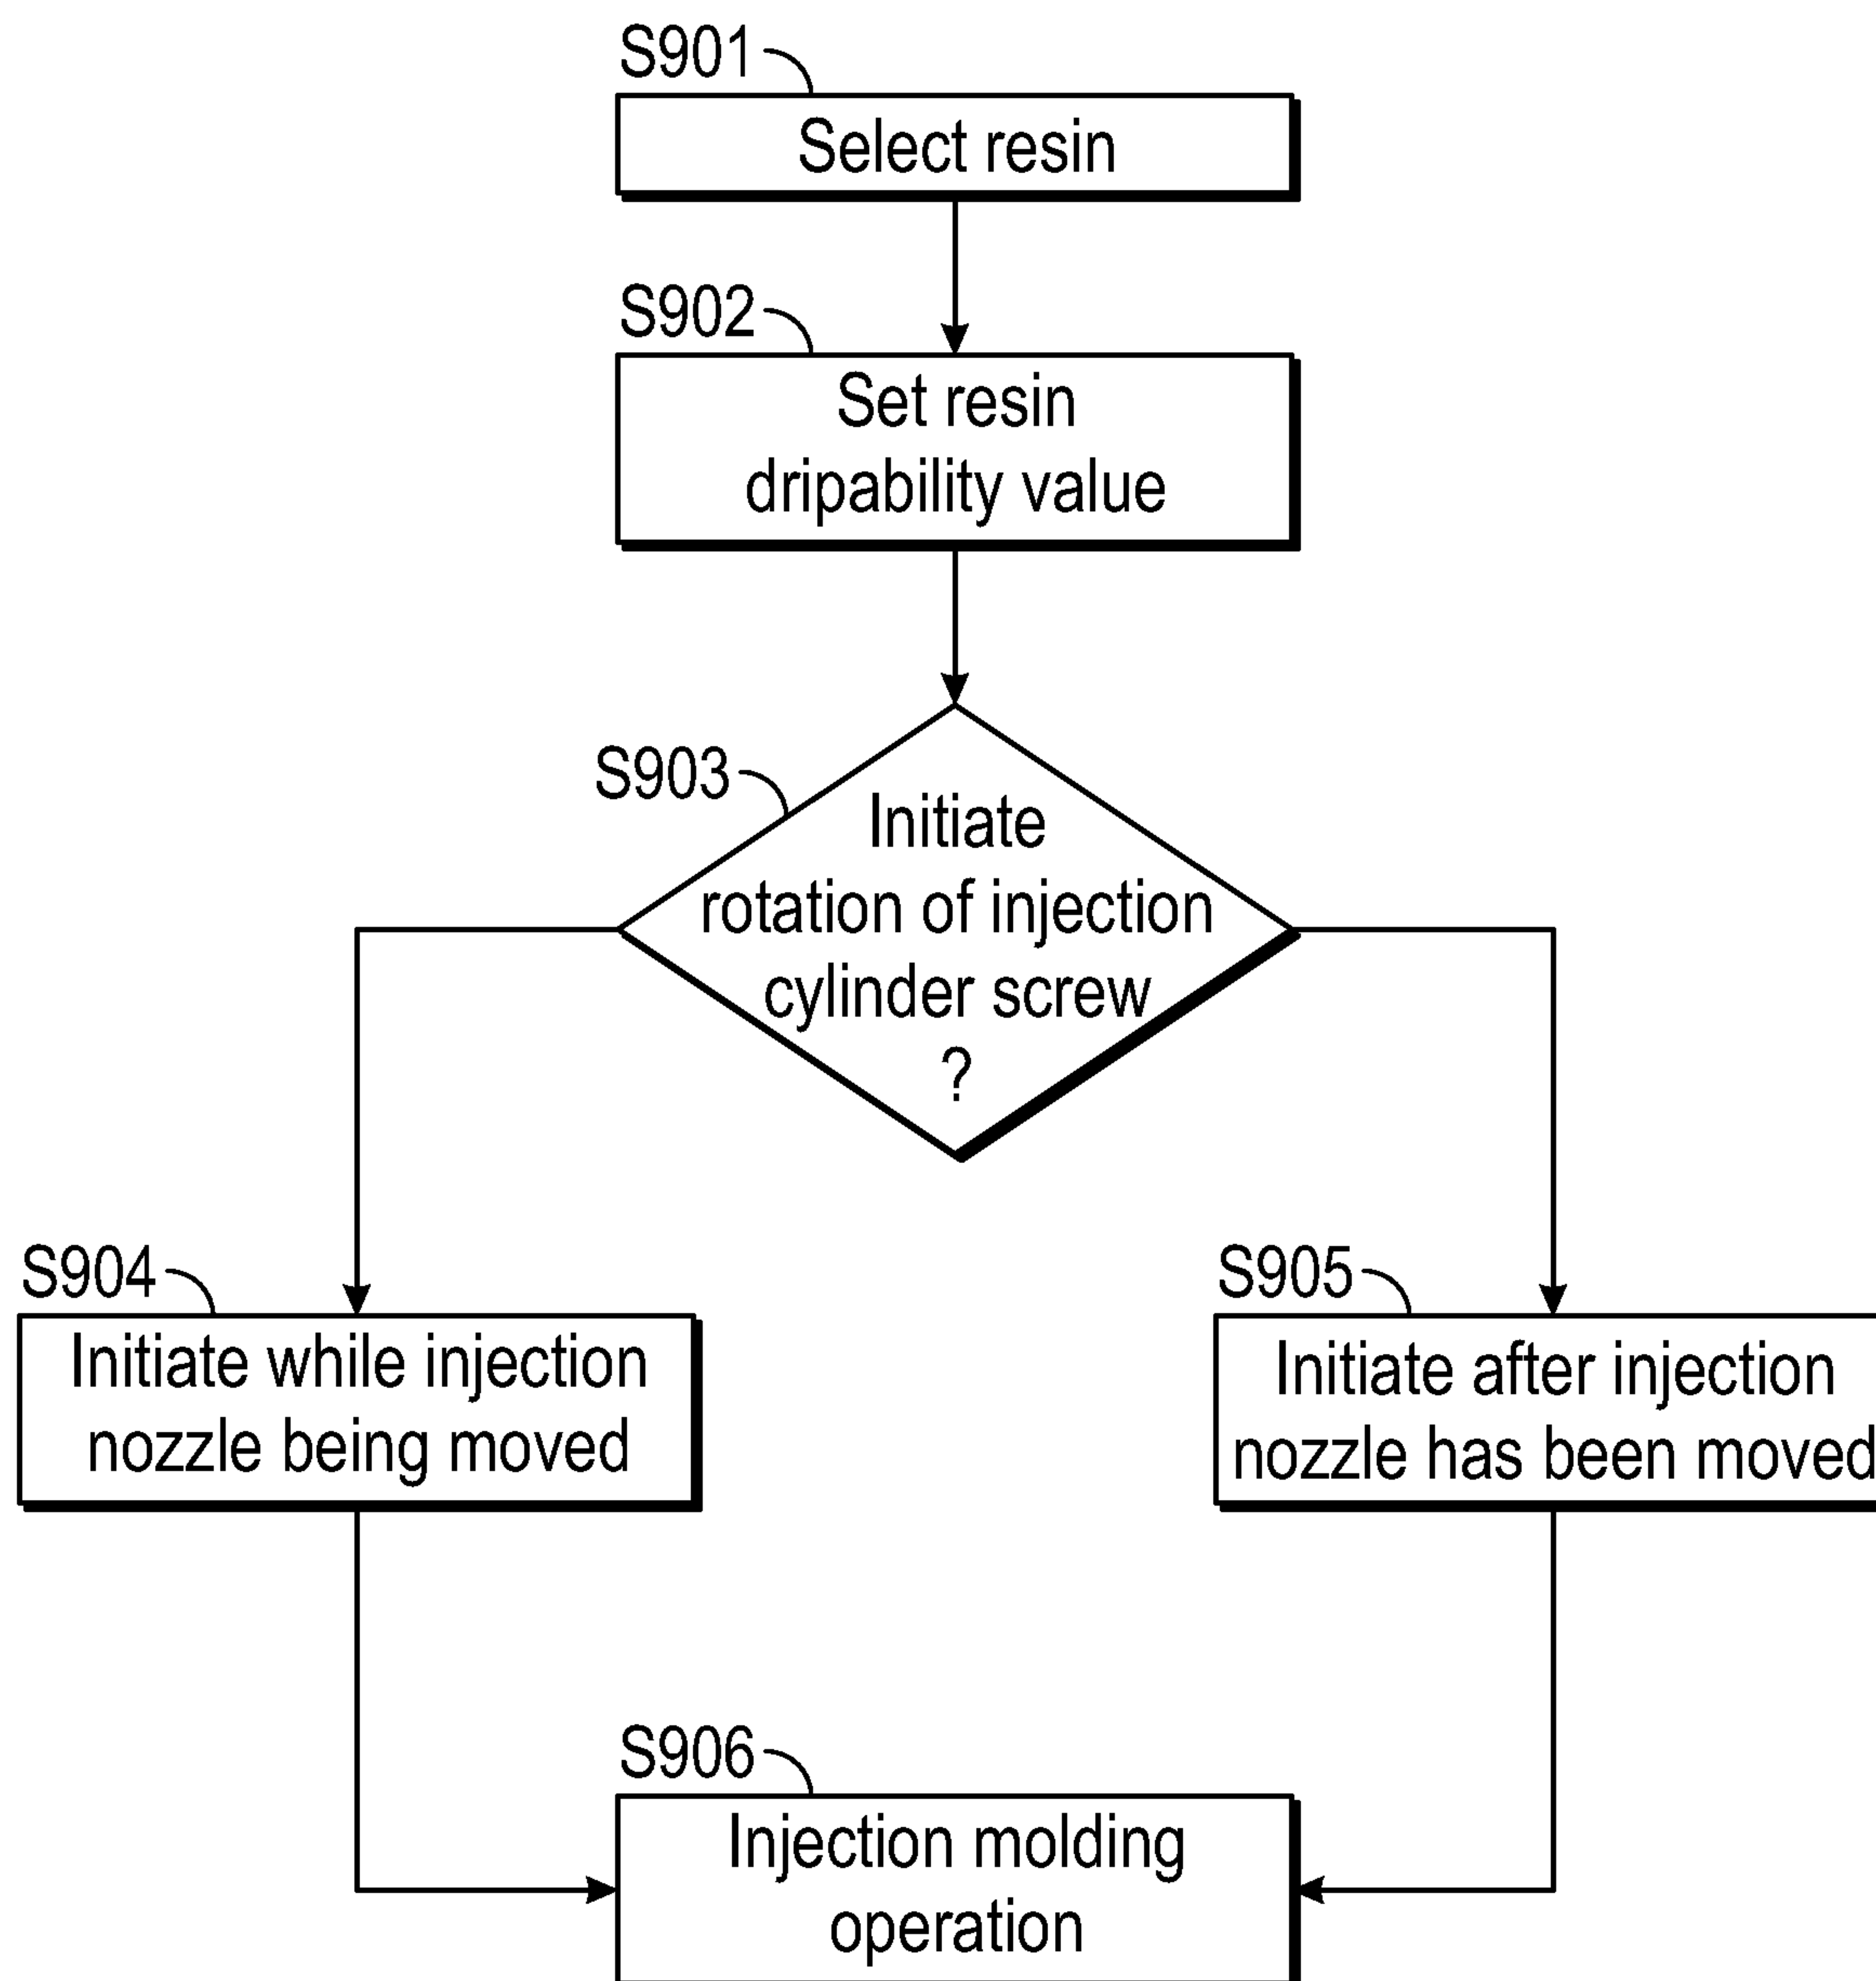 S901
Select resin
S902
Set resin
dripability value
S903
Initiate
rotation of injection
cylinder screw
?
S904
Initiate while injection
nozzle being moved
S905
Initiate after injection
nozzle has been moved
S906
Injection molding
operation